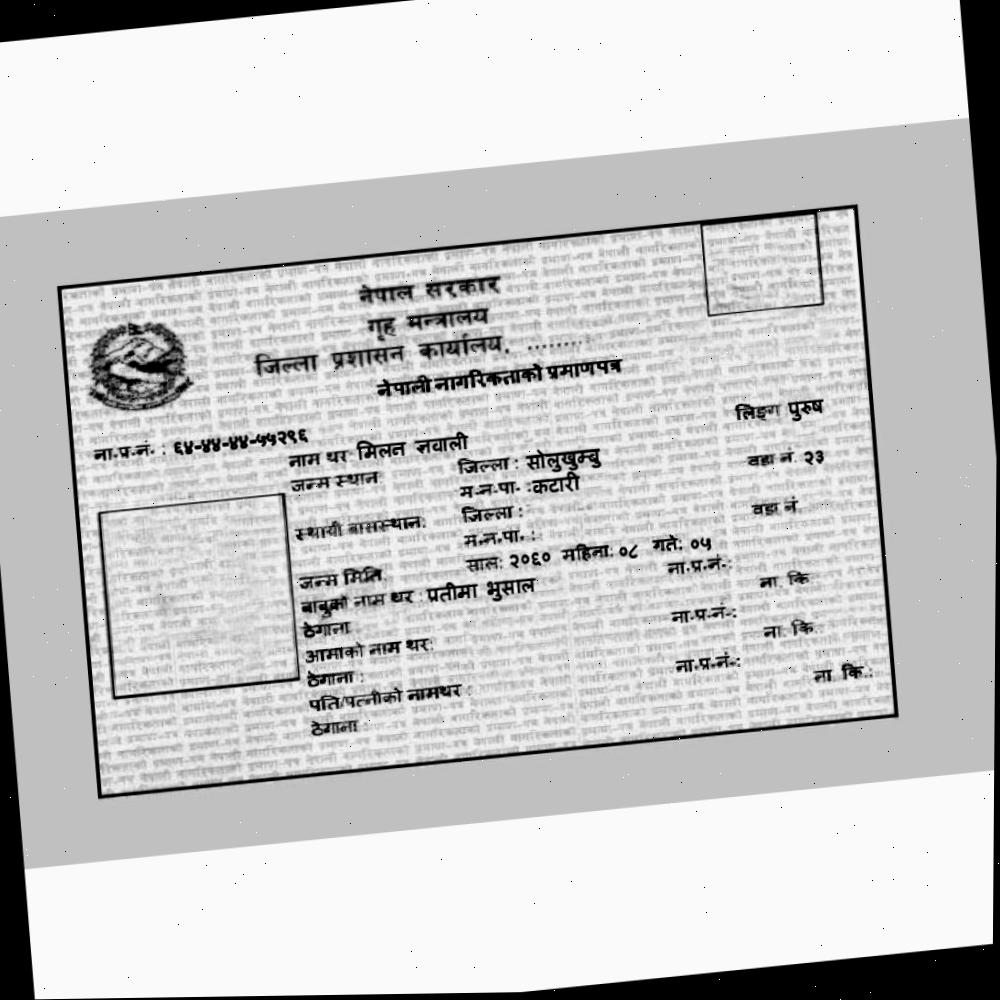 नेपाल सरकार
गृह मन्त्रालय
जिल्ला प्रशासन कार्यालय, ........
नेपाली नागरिकताको प्रमाणपत्र
लिङ्ग पुरुष
ना.प्र.नं. : ६४-४४-४४-५५२९६
नाम थर मिलन ज्ञवाली
जन्म स्थान: जिल्ला : सोलुखुम्बु वडा नं. २३
म.न.पा. :कटारी
स्थायी बासस्थान: जिल्ला : वडा नं.
म.न.पा. :
जन्म मिति: साल: २०६० महिना: ०८ गते: ०५
बाबुको नाम थर : प्रतीमा भुसाल ना.प्र.नं.:
ठेगाना ना. कि
आमाको नाम थर: ना.प्र.नं.:
ठेगाना : ना. कि.
पति/पत्नीको नामथर : ना.प्र.नं.:
ठेगाना : ना कि.: